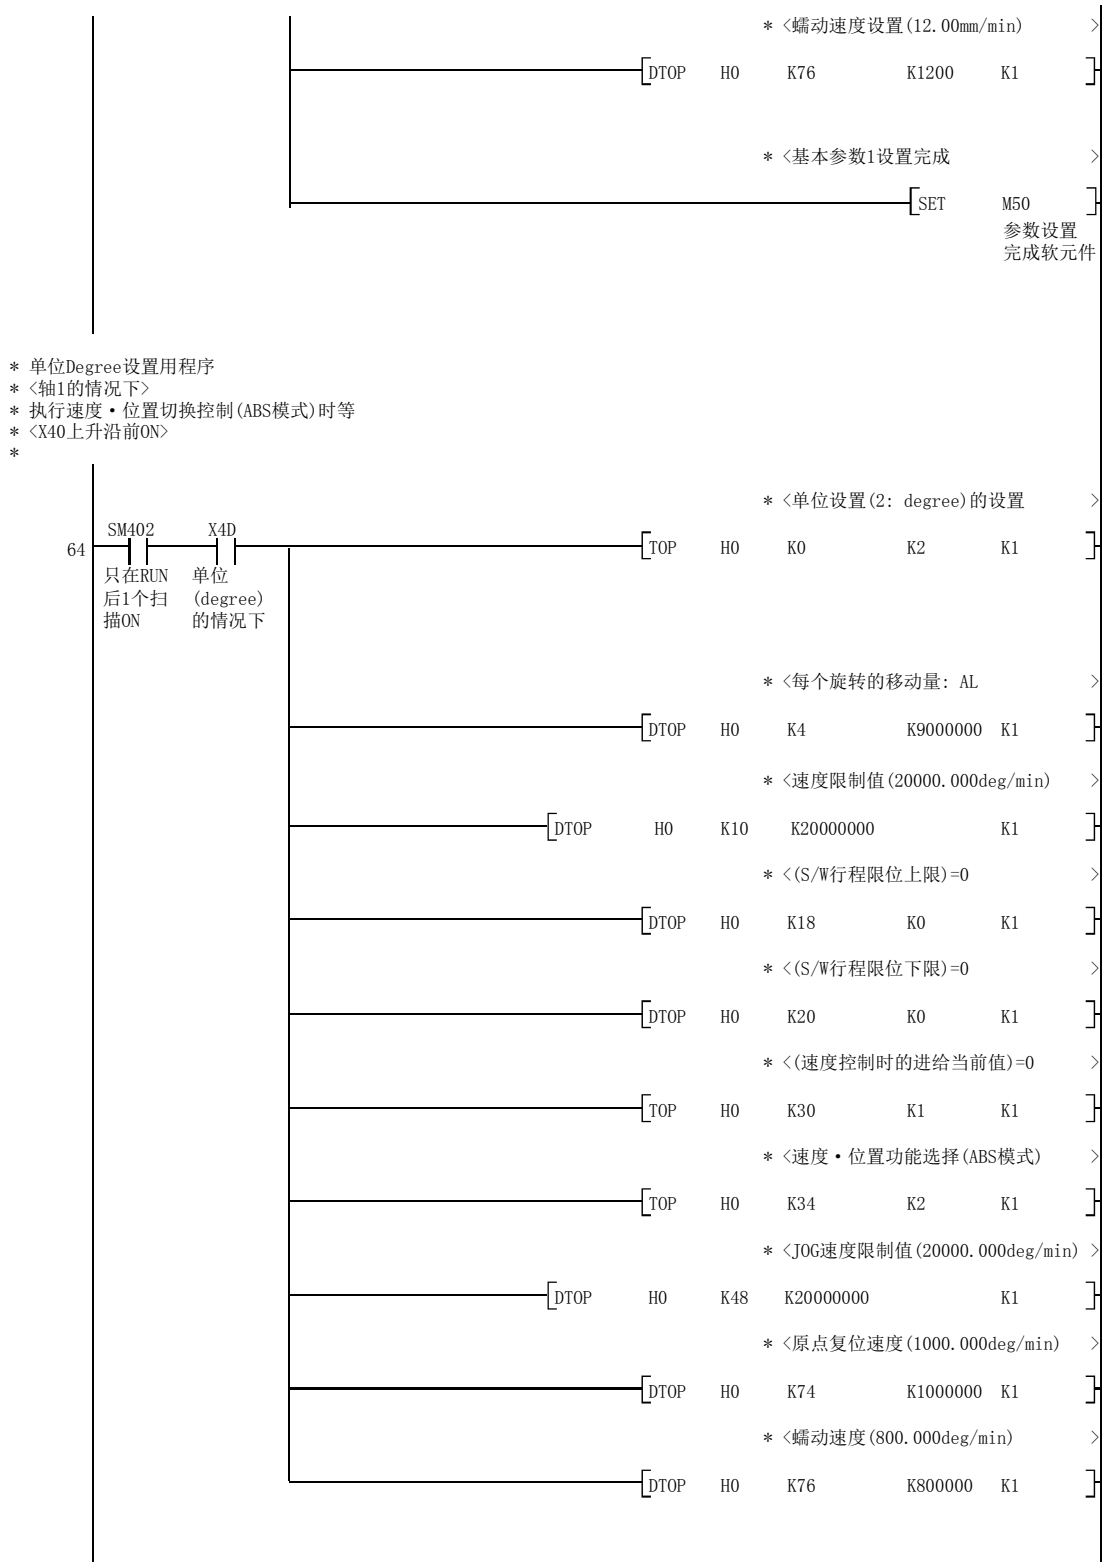 * <蠕动速度设置(12.00mm/min) >
DTOP H0 K76 K1200 K1
* <基本参数1设置完成 >
SET M50
参数设置
完成软元件
* 单位Degree设置用程序
* <轴1的情况下>
* 执行速度·位置切换控制(ABS模式)时等
* <X40上升沿前ON>
*
* <单位设置(2: degree)的设置 >
SM402 X4D
64 TOP H0 K0 K2 K1
只在RUN 单位
后1个扫 (degree)
描ON 的情况下
* <每个旋转的移动量: AL >
DTOP H0 K4 K9000000 K1
* <速度限制值(20000.000deg/min) >
DTOP H0 K10 K20000000 K1
* <(S/W行程限位上限)=0 >
DTOP H0 K18 K0 K1
* <(S/W行程限位下限)=0 >
DTOP H0 K20 K0 K1
* <(速度控制时的进给当前值)=0 >
TOP H0 K30 K1 K1
* <速度·位置功能选择(ABS模式) >
TOP H0 K34 K2 K1
* <JOG速度限制值(20000.000deg/min) >
DTOP H0 K48 K20000000 K1
* <原点复位速度(1000.000deg/min) >
DTOP H0 K74 K1000000 K1
* <蠕动速度(800.000deg/min) >
DTOP H0 K76 K800000 K1